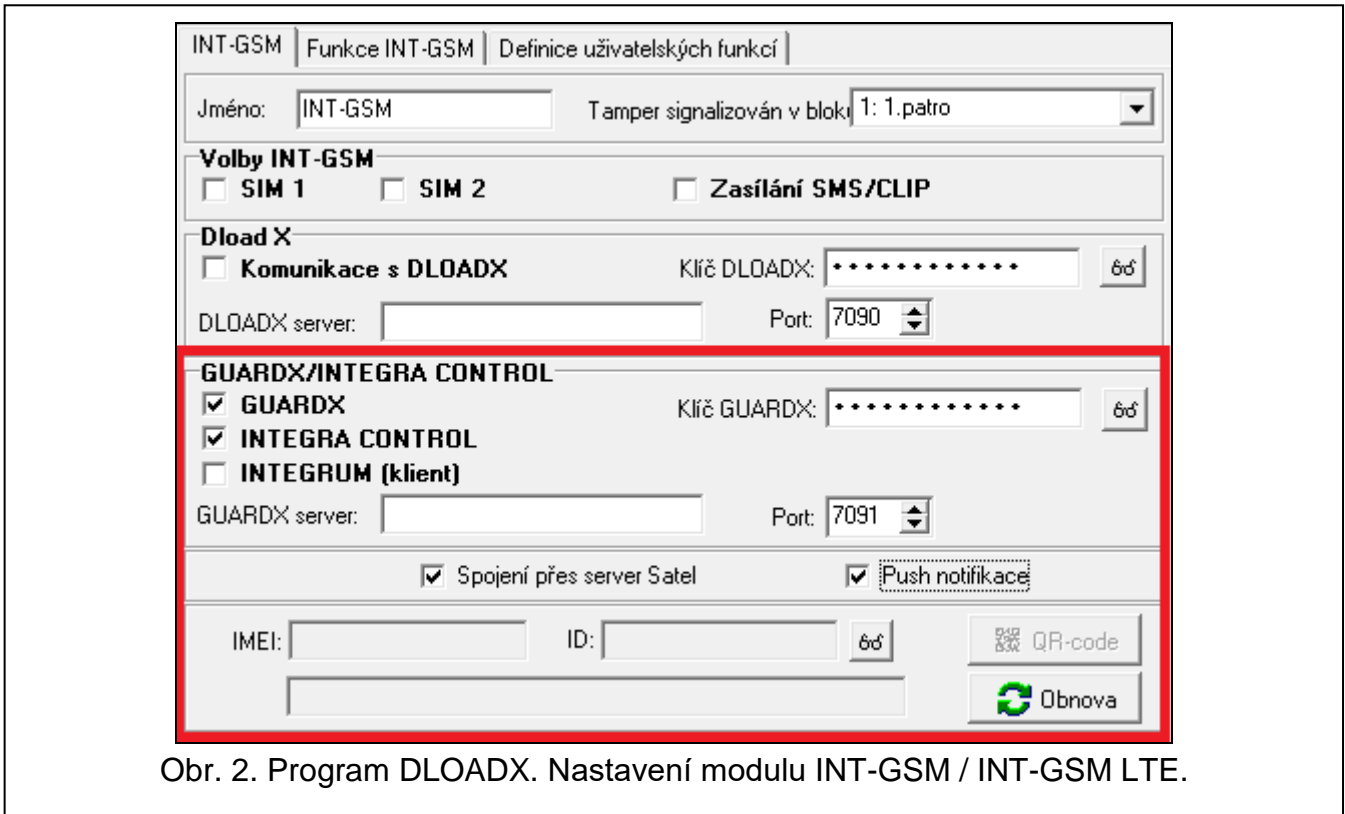 INT-GSM Funkce INT-GSM Definice uživatelských funkcí
Jméno: INT-GSM Tamper signalizován v bloku 1: 1.patro
Volby INT-GSM
SIM 1 SIM 2 Zasílání SMS/CLIP
Dload X
Komunikace s DLOADX Klíč DLOADX: ************
DLOADX server: Port: 7090
GUARDX/INTEGRA CONTROL
GUARDX Klíč GUARDX: ************
INTEGRA CONTROL
INTEGRUM (klient)
GUARDX server: Port: 7091
Spojení přes server Satel Push notifikace
IMEI: ID: QR-code
Obnova
Obr. 2. Program DLOADX. Nastavení modulu INT-GSM / INT-GSM LTE.